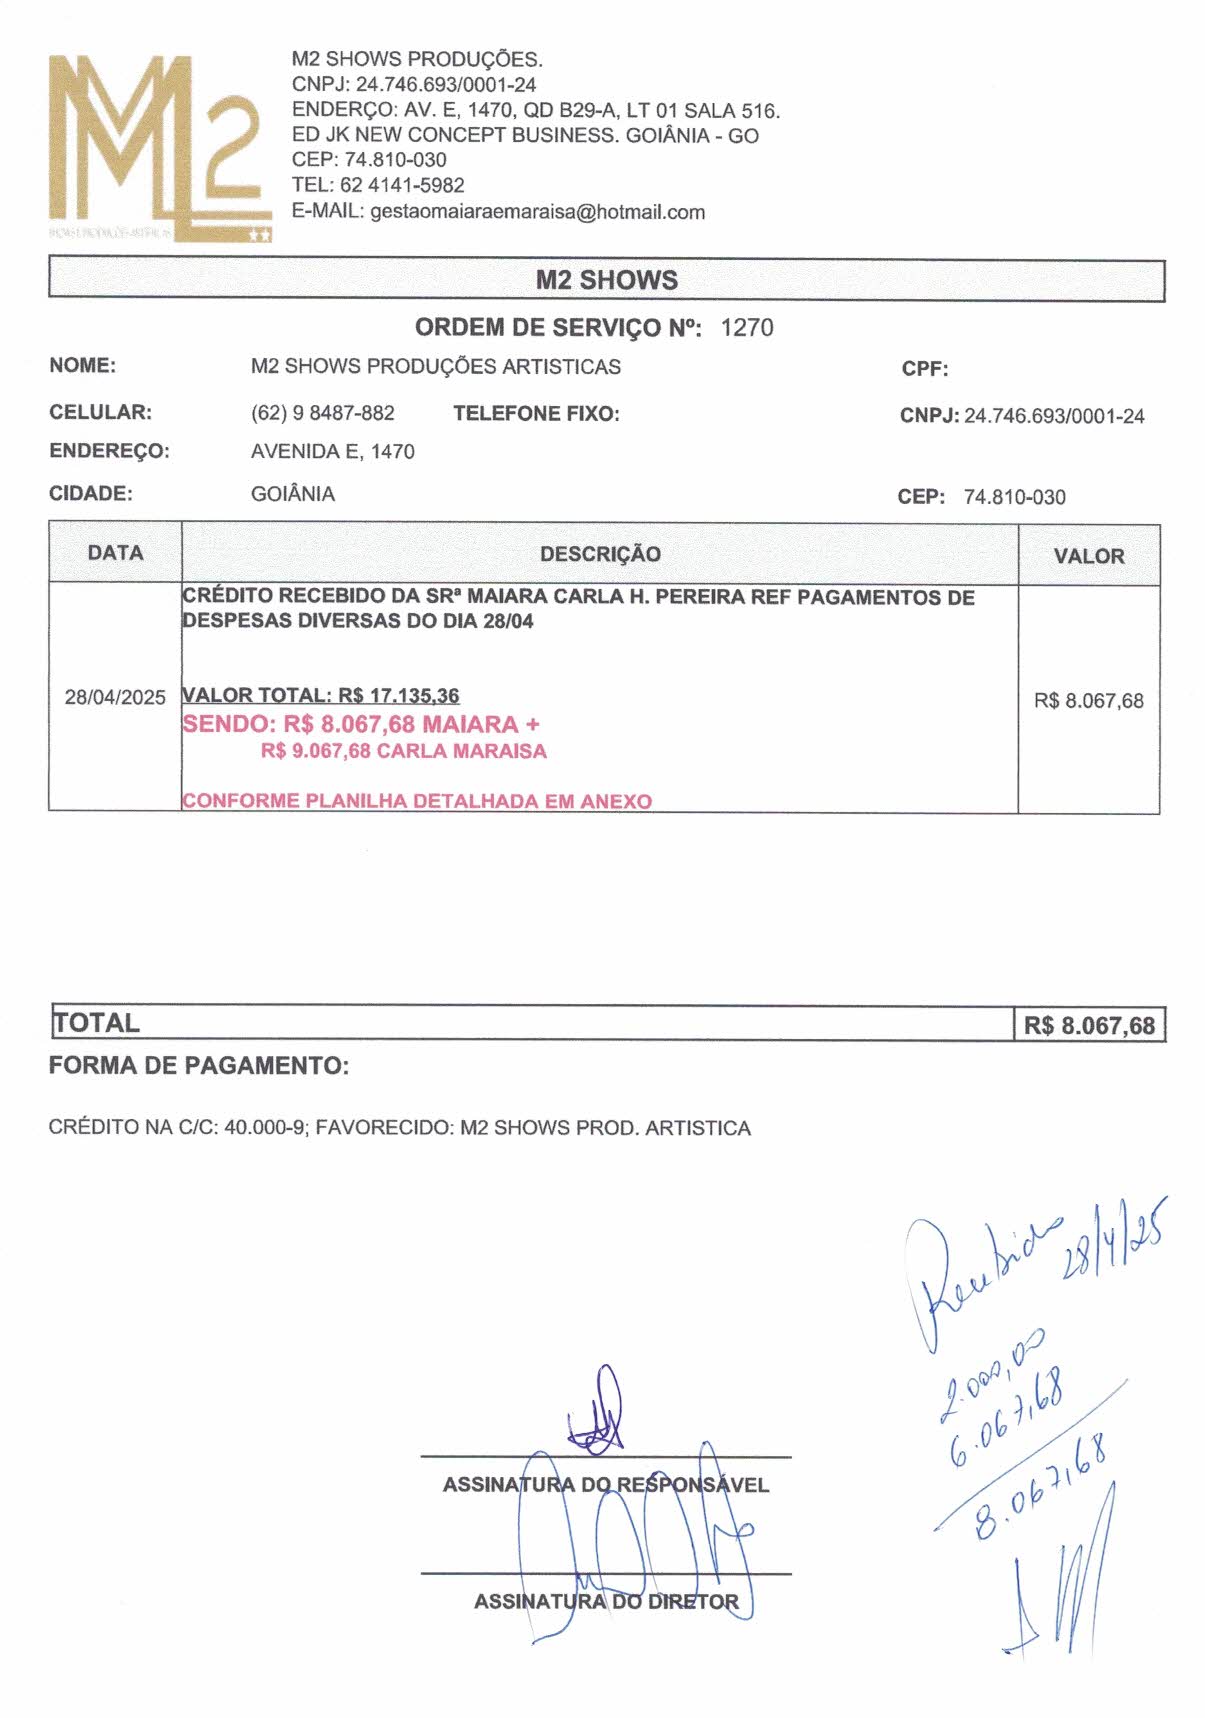 M2
M2 SHOWS PRODUÇÕES.
CNPJ: 24.746.693/0001-24
ENDERÇO: AV. E, 1470, QD B29-A, LT 01 SALA 516.
ED JK NEW CONCEPT BUSINESS. GOIÂNIA - GO
CEP: 74.810-030
TEL: 62 4141-5982
E-MAIL: gestaomaiaraemaraisa@hotmail.com
M2 SHOWS
ORDEM DE SERVIÇO Nº: 1270
NOME: M2 SHOWS PRODUÇÕES ARTISTICAS CPF:
CELULAR: (62) 9 8487-882 TELEFONE FIXO: CNPJ: 24.746.693/0001-24
ENDEREÇO: AVENIDA E, 1470
CIDADE: GOIÂNIA CEP: 74.810-030
DATA DESCRIÇÃO VALOR
CRÉDITO RECEBIDO DA SRª MAIARA CARLA H. PEREIRA REF PAGAMENTOS DE
DESPESAS DIVERSAS DO DIA 28/04
28/04/2025 VALOR TOTAL: R$ 17.135,36 R$ 8.067,68
SENDO: R$ 8.067,68 MAIARA +
R$ 9.067,68 CARLA MARAISA
CONFORME PLANILHA DETALHADA EM ANEXO
TOTAL R$ 8.067,68
FORMA DE PAGAMENTO:
CRÉDITO NA C/C: 40.000-9; FAVORECIDO: M2 SHOWS PROD. ARTISTICA
Recebido 28/4/25
2.000,00
6.067,68
8.067,68
ASSINATURA DO RESPONSÁVEL
ASSINATURA DO DIRETOR